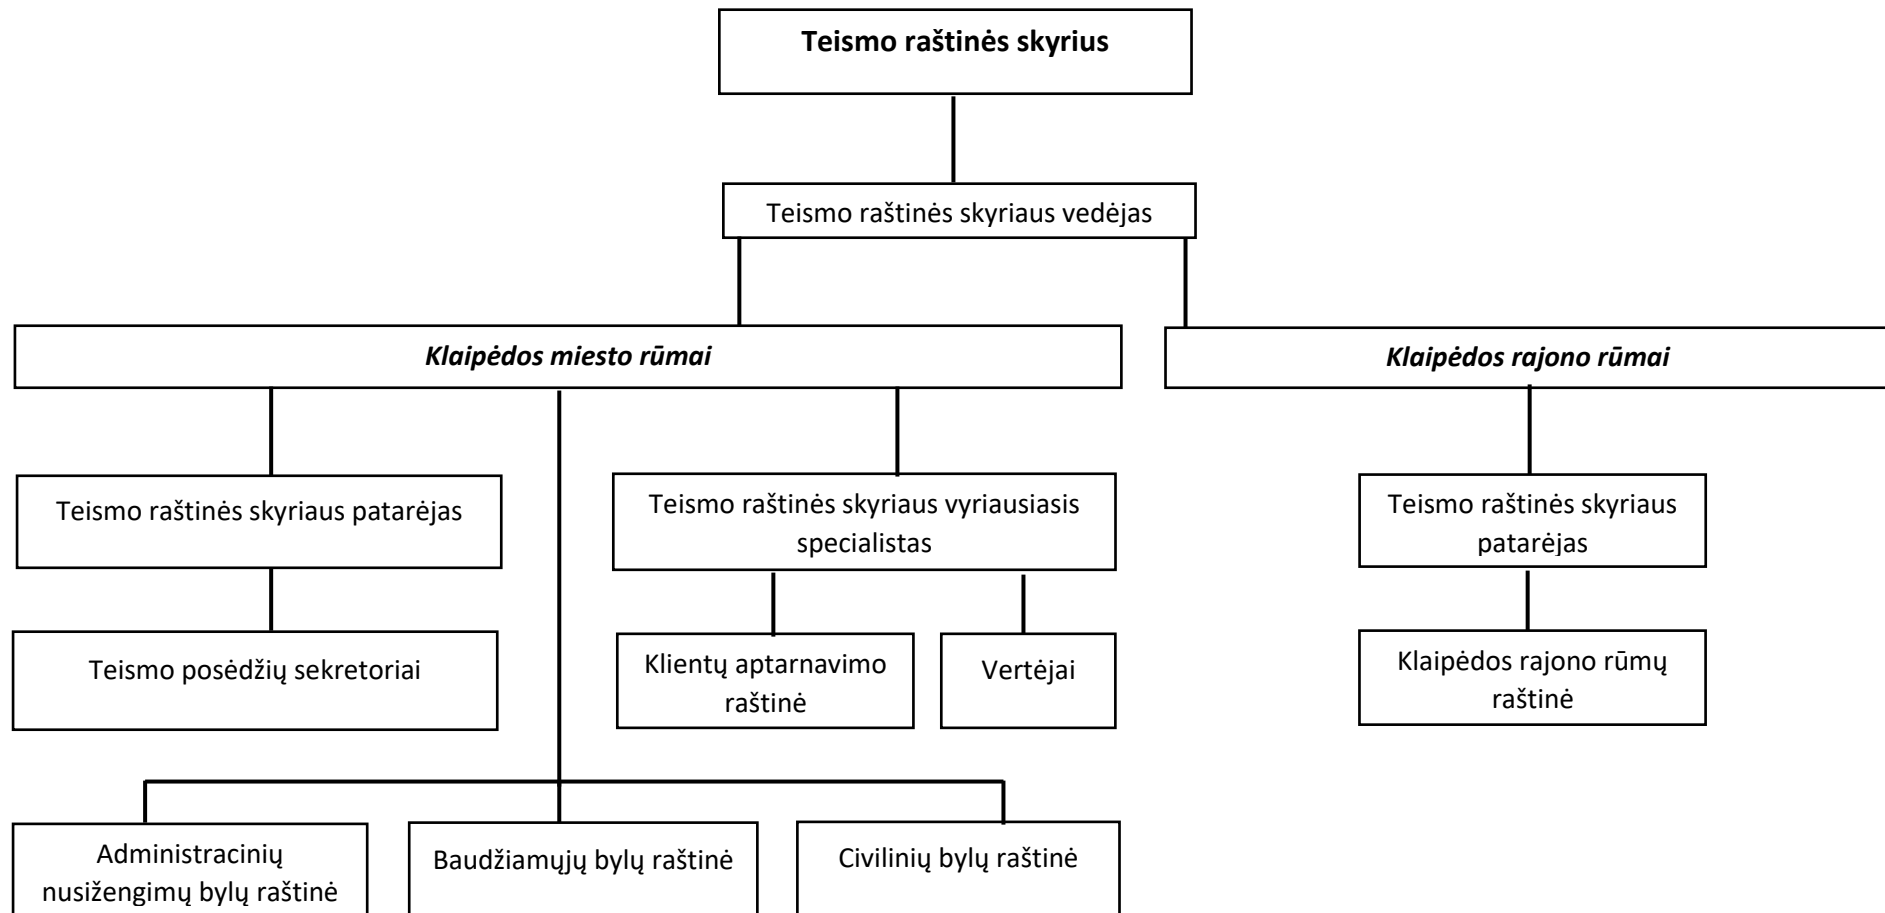 Teismo raštinės skyrius
Teismo raštinės skyriaus vedėjas
Klaipėdos miesto rūmai
Klaipėdos rajono rūmai
Teismo raštinės skyriaus patarėjas
Teismo raštinės skyriaus vyriausiasis
specialistas
Teismo raštinės skyriaus
patarėjas
Teismo posėdžių sekretoriai
Klientų aptarnavimo
raštinė
Vertėjai
Klaipėdos rajono rūmų
raštinė
Administracinių
nusižengimų bylų raštinė
Baudžiamųjų bylų raštinė
Civilinių bylų raštinė